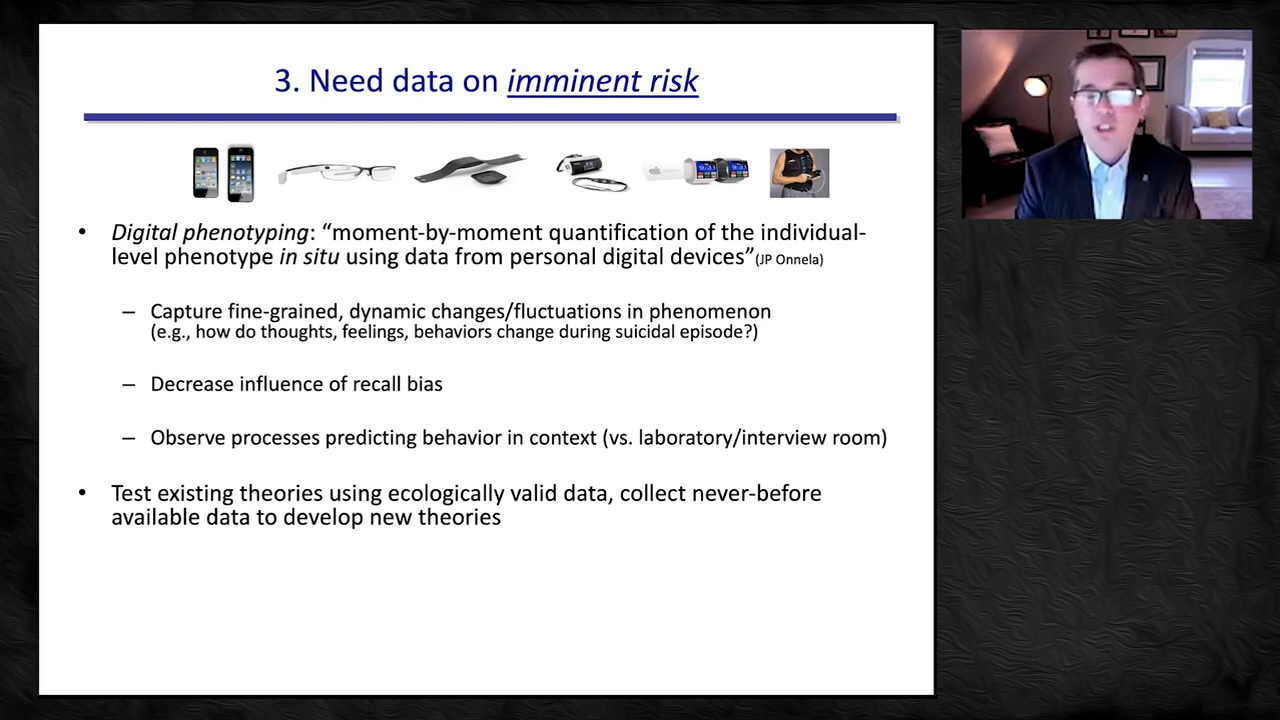 3. Need data on imminent risk
• Digital phenotyping: “moment-by-moment quantification of the individual-
level phenotype in situ using data from personal digital devices”(JP Onnela)
– Capture fine-grained, dynamic changes/fluctuations in phenomenon
(e.g., how do thoughts, feelings, behaviors change during suicidal episode?)
– Decrease influence of recall bias
– Observe processes predicting behavior in context (vs. laboratory/interview room)
• Test existing theories using ecologically valid data, collect never-before
available data to develop new theories